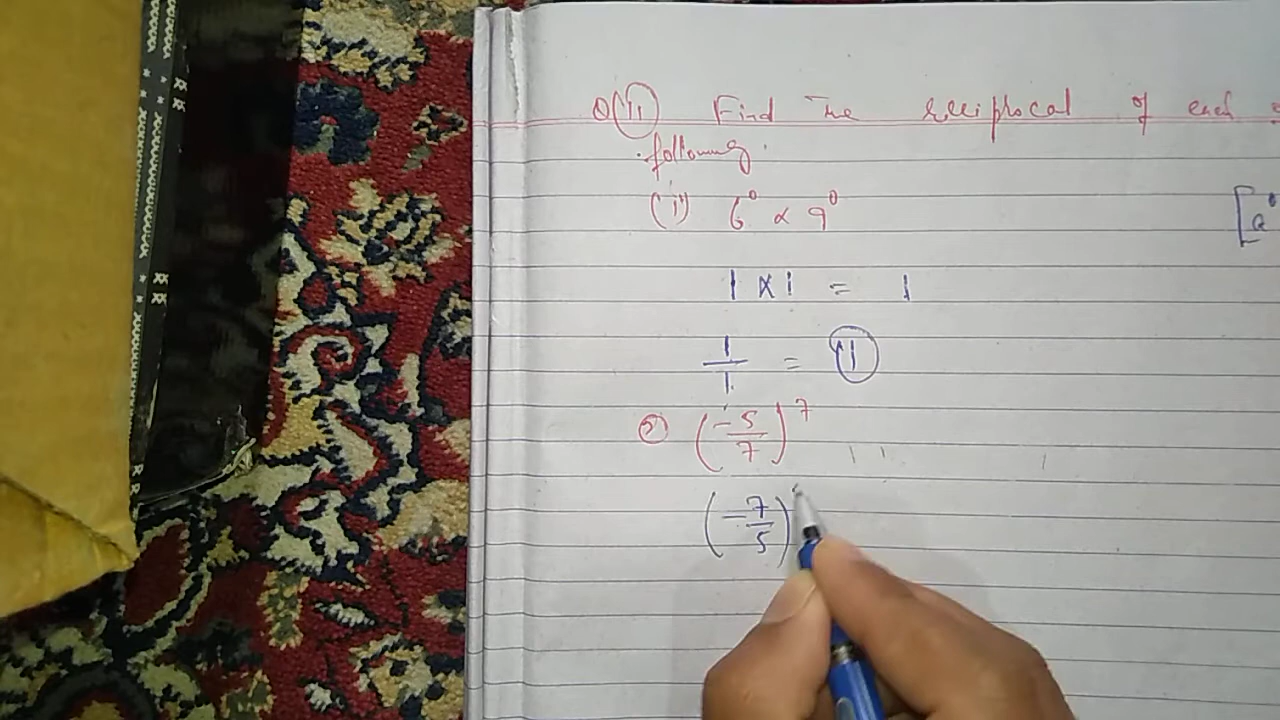 Q(11) Find the reciprocal of each
following.
(i) 6⁰ × 9⁰ [a⁰
1 × 1 = 1
1/1 = 1
2) (-5/7)⁷
(-7/5)